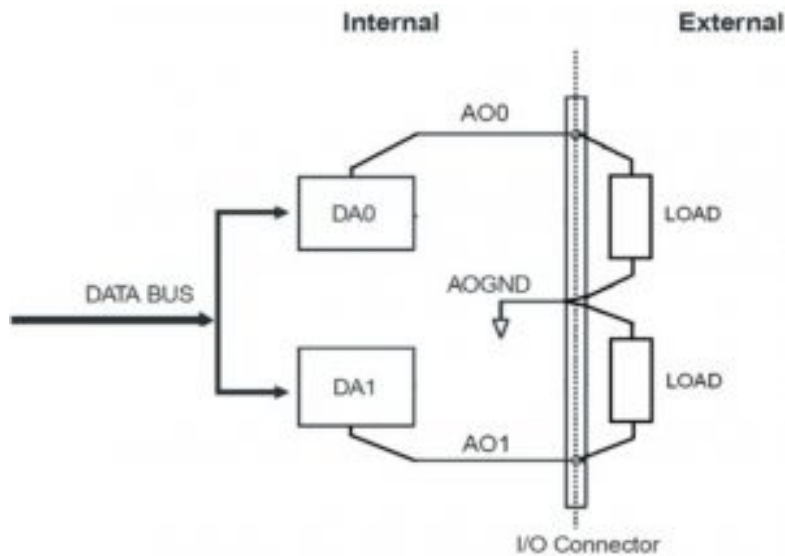 Internal
External
AO0
DA0
LOAD
AOGND
DATA BUS
DA1
LOAD
AO1
I/O Connector